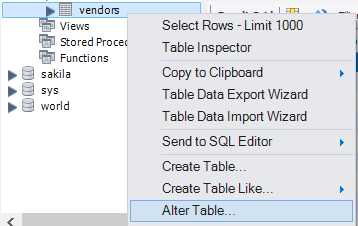 vendors
Views
Stored Proce
Functions
sakila
sys
world
Select Rows - Limit 1000
Table Inspector
Copy to Clipboard
Table Data Export Wizard
Table Data Import Wizard
Send to SQL Editor
Create Table...
Create Table Like...
Alter Table...